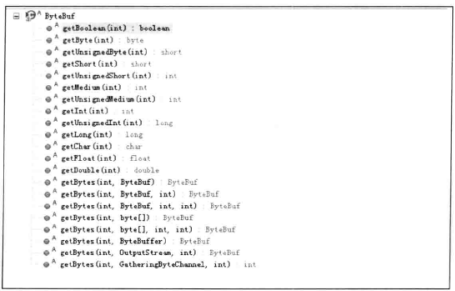 ByteBuf
getBoolean(int) : boolean
getByte(int) : byte
getUnsignedByte(int) : short
getShort(int) : short
getUnsignedShort(int) : int
getMedium(int) : int
getUnsignedMedium(int) : int
getInt(int) : int
getUnsignedInt(int) : long
getLong(int) : long
getChar(int) : char
getFloat(int) : float
getDouble(int) : double
getBytes(int, ByteBuf) : ByteBuf
getBytes(int, ByteBuf, int) : ByteBuf
getBytes(int, ByteBuf, int, int) : ByteBuf
getBytes(int, byte[]) : ByteBuf
getBytes(int, byte[], int, int) : ByteBuf
getBytes(int, ByteBuffer) : ByteBuf
getBytes(int, OutputStream, int) : ByteBuf
getBytes(int, GatheringByteChannel, int) : int